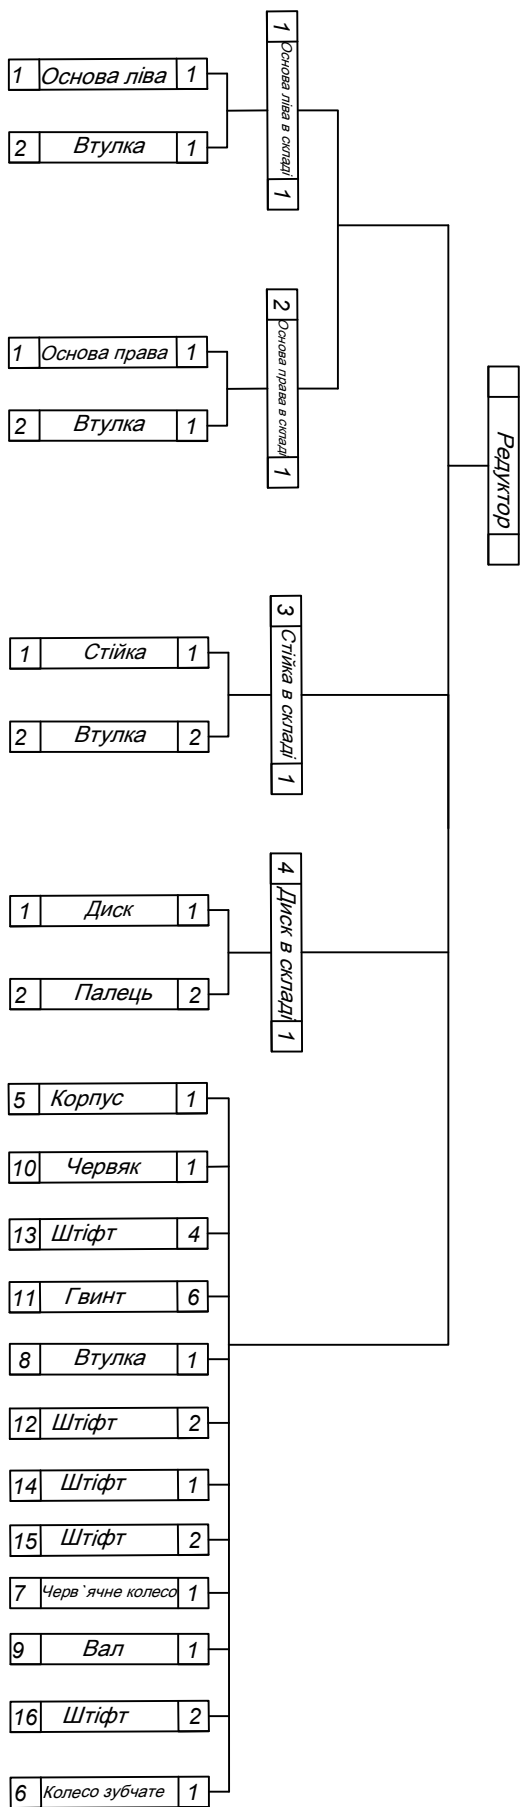 1 Основа ліва 1
2 Втулка 1
1 Основа ліва в складі 1
1 Основа права 1
2 Втулка 1
2 Основа права в складі 1
Редуктор
1 Стійка 1
2 Втулка 2
3 Стійка в складі 1
1 Диск 1
2 Палець 2
4 Диск в складі 1
5 Корпус 1
10 Червяк 1
13 Штіфт 4
11 Гвинт 6
8 Втулка 1
12 Штіфт 2
14 Штіфт 1
15 Штіфт 2
7 Черв`ячне колесо 1
9 Вал 1
16 Штіфт 2
6 Колесо зубчате 1